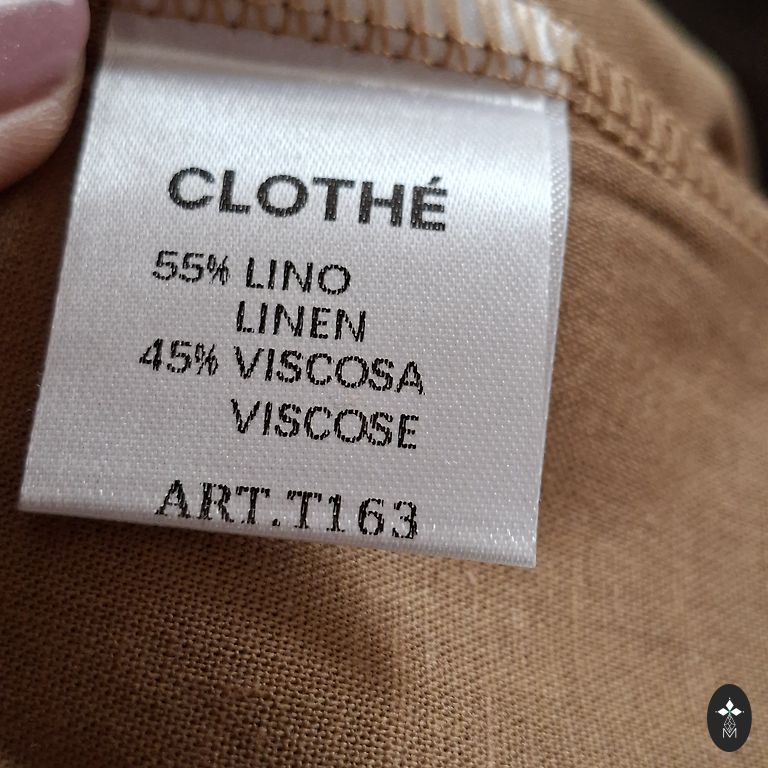 CLOTHÉ
55% LINO
LINEN
45% VISCOSA
VISCOSE
ART.T163
M